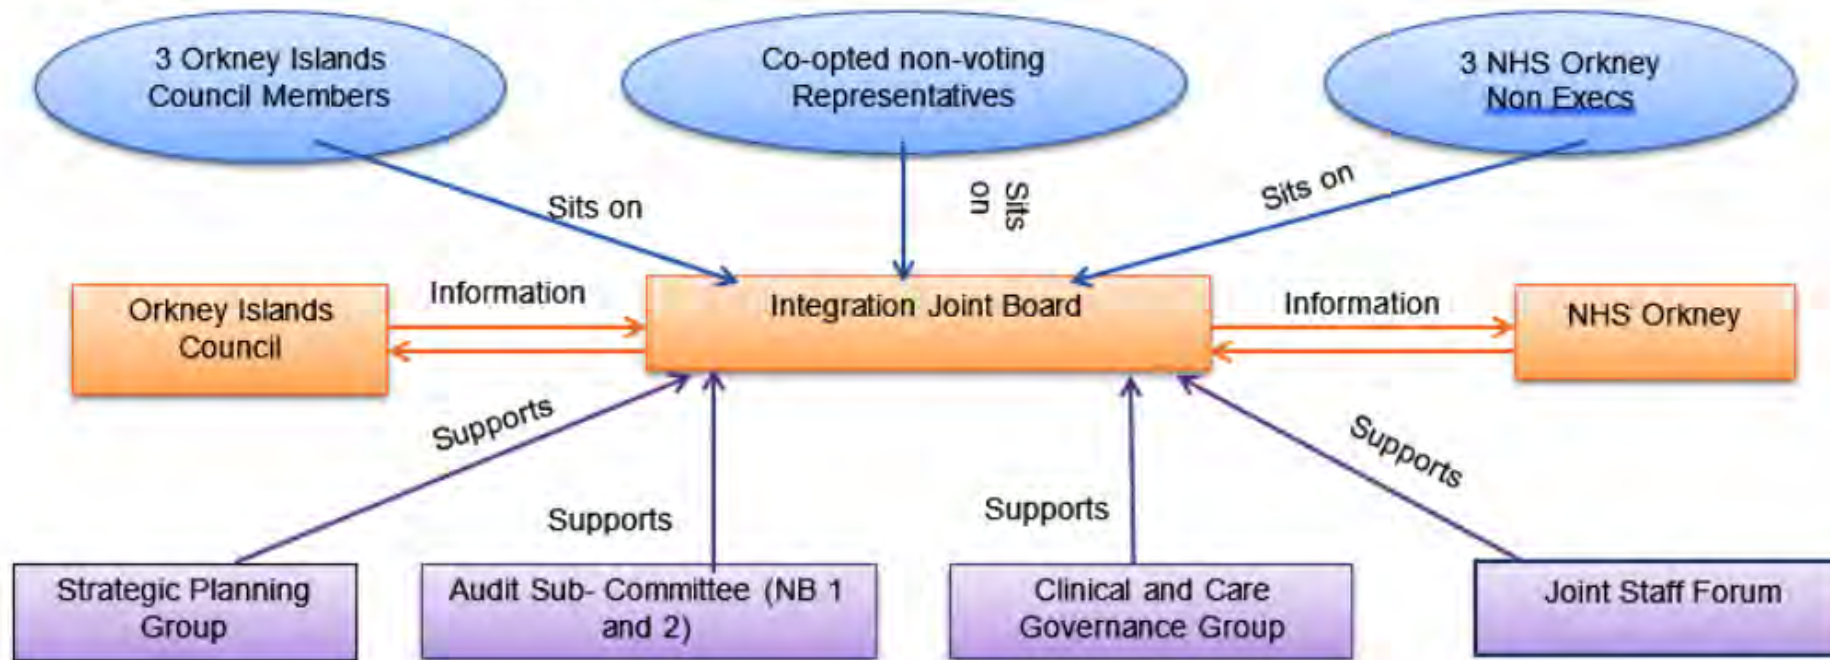 3 Orkney Islands
Council Members
Co-opted non-voting
Representatives
3 NHS Orkney
Non Execs
Sits on
Sits
on
Sits on
Orkney Islands
Council
Information
Integration Joint Board
Information
NHS Orkney
Supports
Supports
Supports
Supports
Strategic Planning
Group
Audit Sub- Committee (NB 1
and 2)
Clinical and Care
Governance Group
Joint Staff Forum